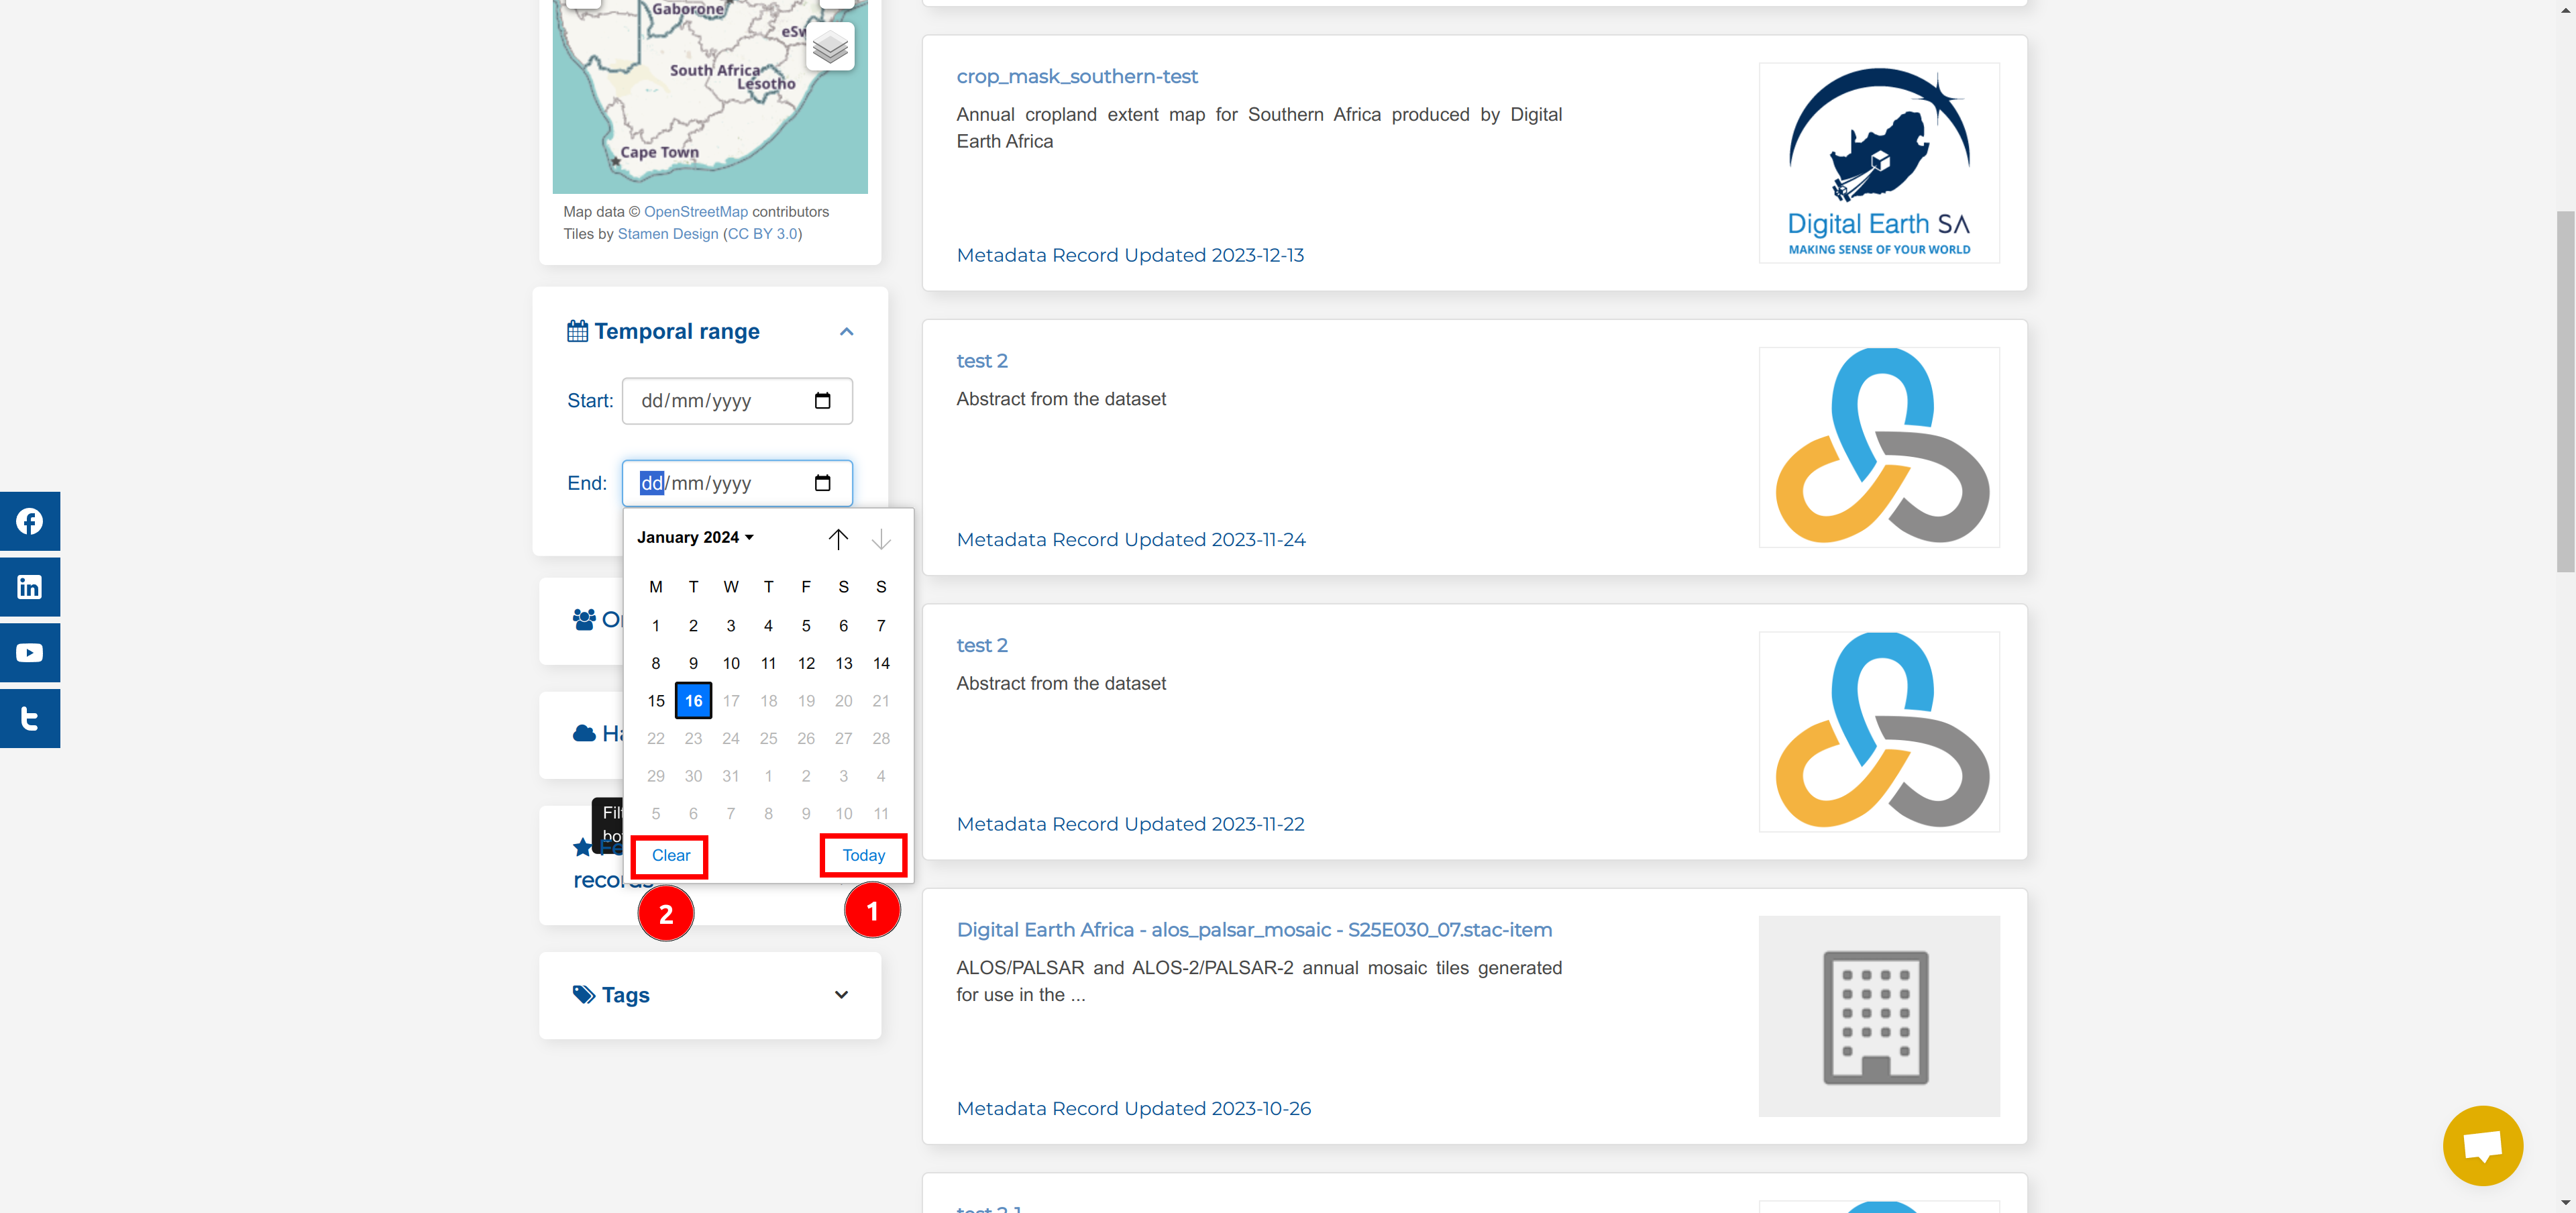 Gaborone
South Africa
Lesotho
Cape Town
Map data © OpenStreetMap contributors
Tiles by Stamen Design (CC BY 3.0)
Temporal range
Start: dd/mm/yyyy
End: dd/mm/yyyy
January 2024
M T W T F S S
1 2 3 4 5 6 7
8 9 10 11 12 13 14
15 16 17 18 19 20 21
22 23 24 25 26 27 28
29 30 31 1 2 3 4
5 6 7 8 9 10 11
Clear Today
2 1
Tags
crop_mask_southern-test
Annual cropland extent map for Southern Africa produced by Digital
Earth Africa
Metadata Record Updated 2023-12-13
Digital Earth SA
MAKING SENSE OF YOUR WORLD
test 2
Abstract from the dataset
Metadata Record Updated 2023-11-24
test 2
Abstract from the dataset
Metadata Record Updated 2023-11-22
Digital Earth Africa - alos_palsar_mosaic - S25E030_07.stac-item
ALOS/PALSAR and ALOS-2/PALSAR-2 annual mosaic tiles generated
for use in the ...
Metadata Record Updated 2023-10-26